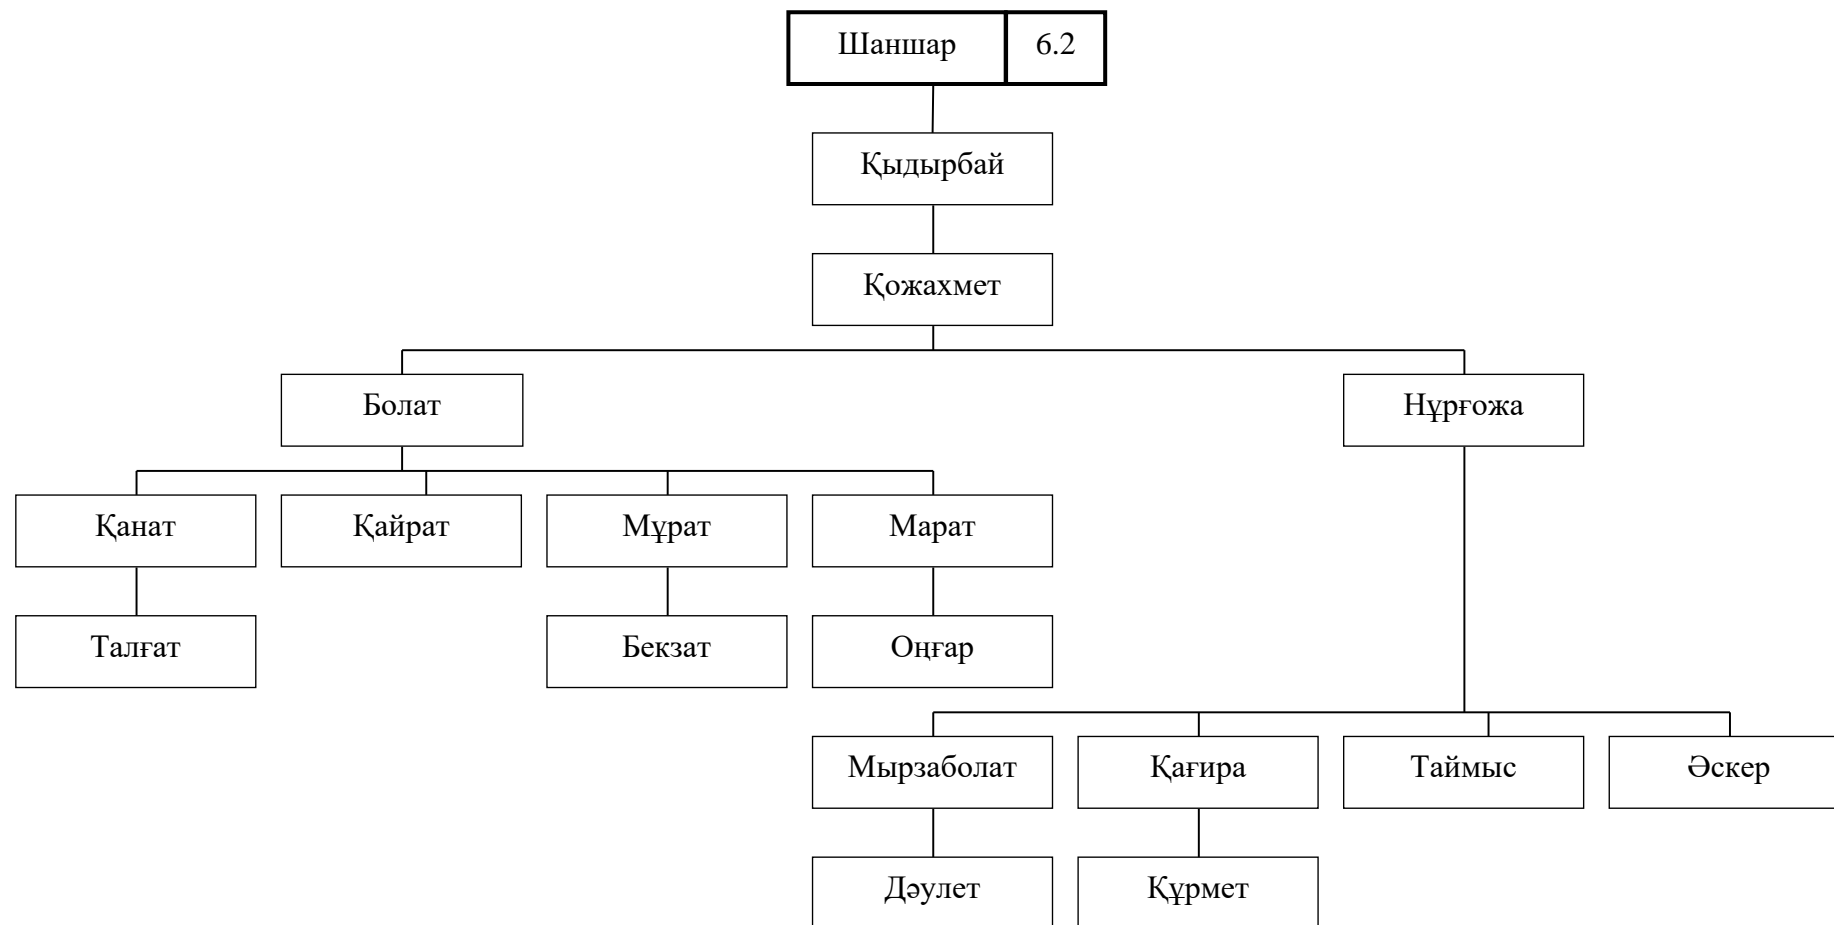 Шаншар 6.2
Қыдырбай
Қожахмет
Болат Нұрғожа
Қанат Қайрат Мұрат Марат
Талғат Бекзат Оңғар
Мырзаболат Қағира Таймыс Әскер
Дәулет Құрмет